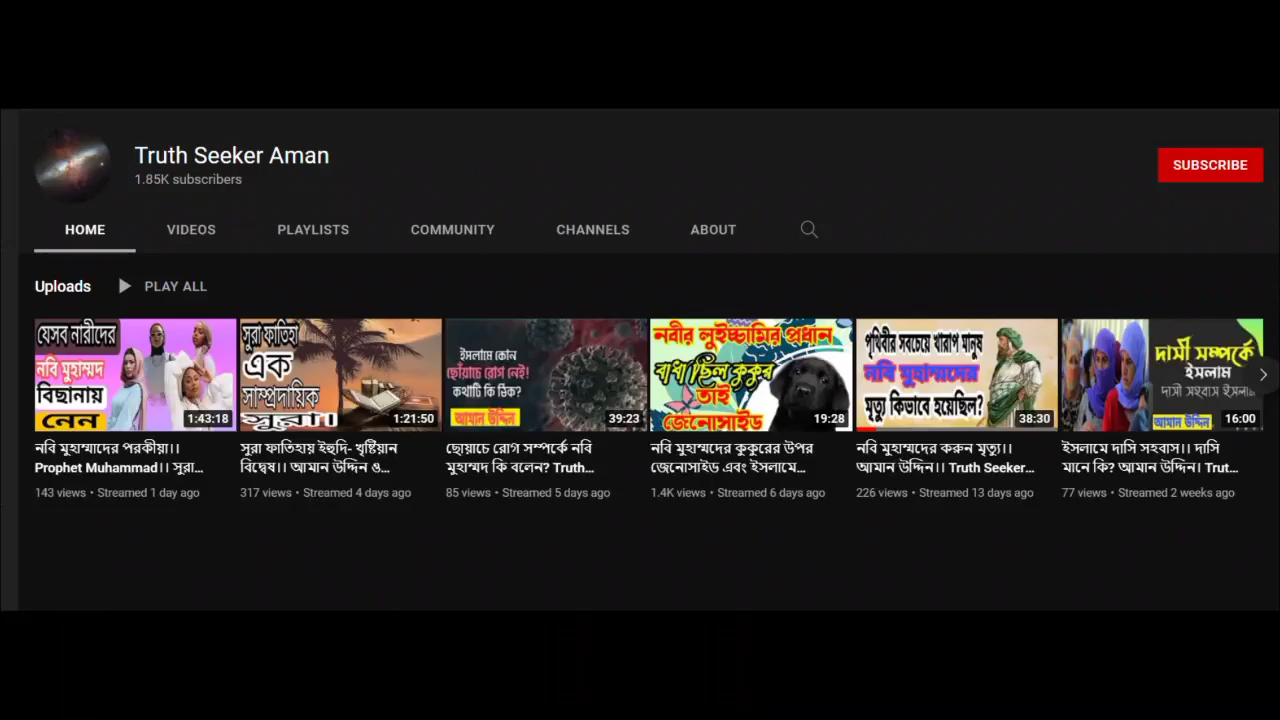 Truth Seeker Aman
1.85K subscribers
SUBSCRIBE
HOME
VIDEOS
PLAYLISTS
COMMUNITY
CHANNELS
ABOUT
Uploads
PLAY ALL
যেসব নারীদের
নবি মুহাম্মদ
বিছানায়
নেন
1:43:18
নবি মুহাম্মাদের পরকীয়া।।
Prophet Muhammad।। সুরা...
143 views • Streamed 1 day ago
সুরা ফাতিহা
এক
সাম্প্রদায়িক
সুরা।।
1:21:50
সুরা ফাতিহায় ইহুদি- খৃষ্টিয়ান
বিদ্বেষ।। আমান উদ্দিন ও...
317 views • Streamed 4 days ago
ইসলামে কোন
ছোঁয়াচে রোগ নেই!
কথাটি কি ঠিক?
আমান উদ্দিন
39:23
ছোয়াচে রোগ সম্পর্কে নবি
মুহাম্মদ কি বলেন? Truth...
85 views • Streamed 5 days ago
নবীর লুইচ্চামির প্রধান
বাধা ছিল কুকুর
তাই
জেনোসাইড
19:28
নবি মুহাম্মাদের কুকুরের উপর
জেনোসাইড এবং ইসলামে...
1.4K views • Streamed 6 days ago
পৃথিবীর সবচেয়ে খারাপ মানুষ
নবি মুহাম্মাদের
মৃত্যু কিভাবে হয়েছিল?
38:30
নবি মুহাম্মাদের করুন মৃত্যু।।
আমান উদ্দিন।। Truth Seeker...
226 views • Streamed 13 days ago
দাসী সম্পর্কে
ইসলাম
দাসি সহবাস ইসলা
আমান উদ্দিন
16:00
ইসলামে দাসি সহবাস।। দাসি
মানে কি? আমান উদ্দিন। Trut...
77 views • Streamed 2 weeks ago